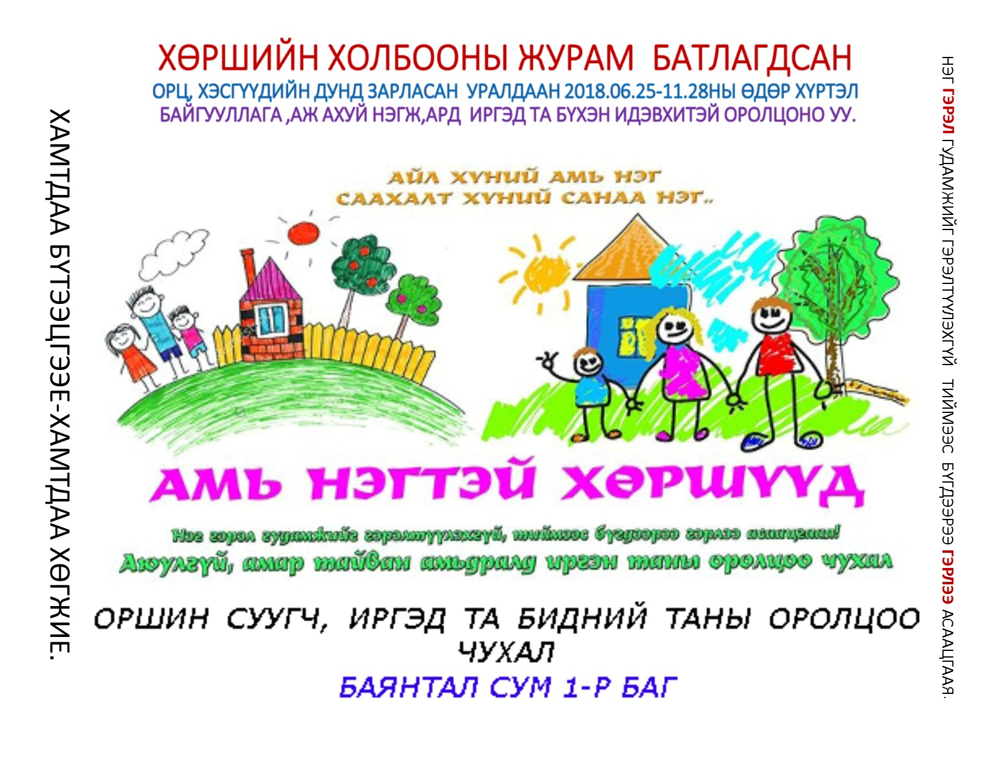 ХӨРШИЙН ХОЛБООНЫ ЖУРАМ БАТЛАГДСАН
ОРЦ, ХЭСГҮҮДИЙН ДУНД ЗАРЛАСАН УРАЛДААН 2018.06.25-11.28НЫ ӨДӨР ХҮРТЭЛ
БАЙГУУЛЛАГА ,АЖ АХУЙ НЭГЖ,АРД ИРГЭД ТА БҮХЭН ИДЭВХИТЭЙ ОРОЛЦОНО УУ.
ХАМТДАА БҮТЭЭЦГЭЭЕ-ХАМТДАА ХӨГЖИЕ.
АЙЛ ХҮНИЙ АМЬ НЭГ
СААХАЛТ ХҮНИЙ САНАА НЭГ..
АМЬ НЭГТЭЙ ХӨРШҮҮД
Нэг гэрэл гудамжийг гэрэлтүүлэхгүй, тиймээс бүгдээрээ гэрлээ асаацгаая!
Аюулгүй, амар тайван амьдралд иргэн таны оролцоо чухал
ОРШИН СУУГЧ, ИРГЭД ТА БИДНИЙ ТАНЫ ОРОЛЦОО
ЧУХАЛ
БАЯНТАЛ СУМ 1-Р БАГ
НЭГ ГЭРЭЛ ГУДАМЖИЙГ ГЭРЭЛТҮҮЛЭХГҮЙ ТИЙМЭЭС БҮГДЭЭРЭЭ ГЭРЛЭЭ АСААЦГААЯ.